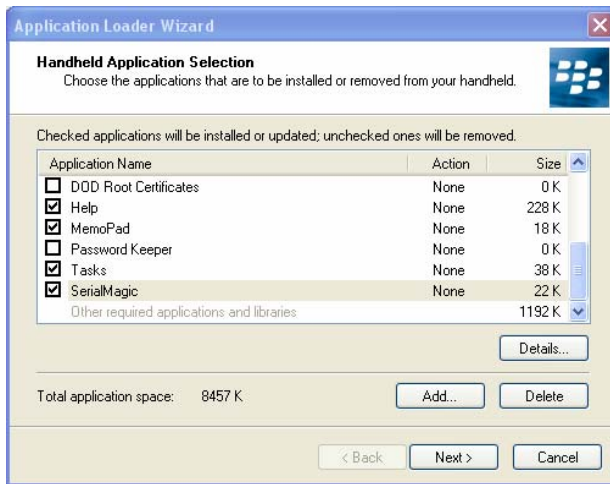 Application Loader Wizard
Handheld Application Selection
Choose the applications that are to be installed or removed from your handheld.
Checked applications will be installed or updated; unchecked ones will be removed.
Application Name Action Size
DOD Root Certificates None 0 K
Help None 228 K
MemoPad None 18 K
Password Keeper None 0 K
Tasks None 38 K
SerialMagic None 22 K
Other required applications and libraries 1192 K
Details...
Total application space: 8457 K Add... Delete
< Back Next > Cancel